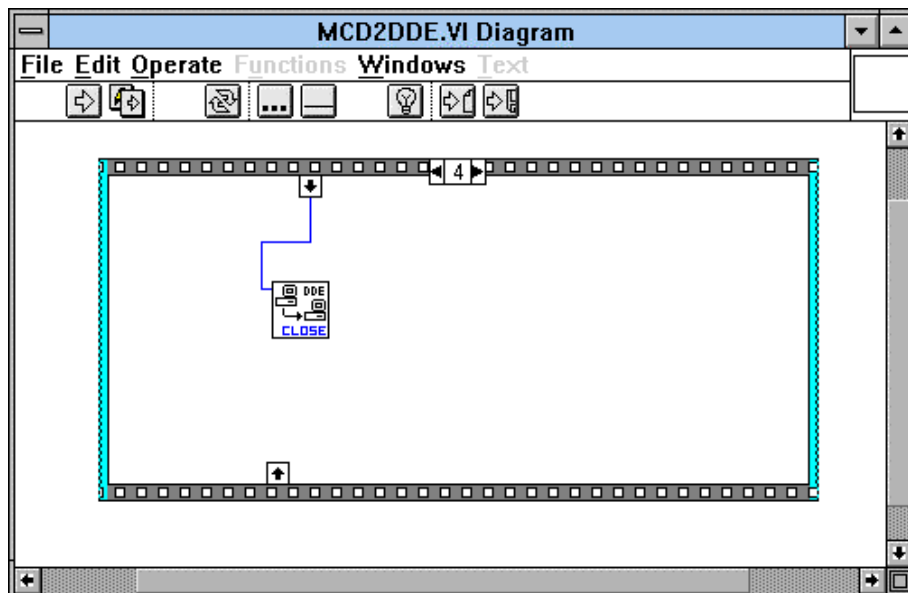 MCD2DDE.VI Diagram
File Edit Operate Functions Windows Text
...
4
DDE
CLOSE